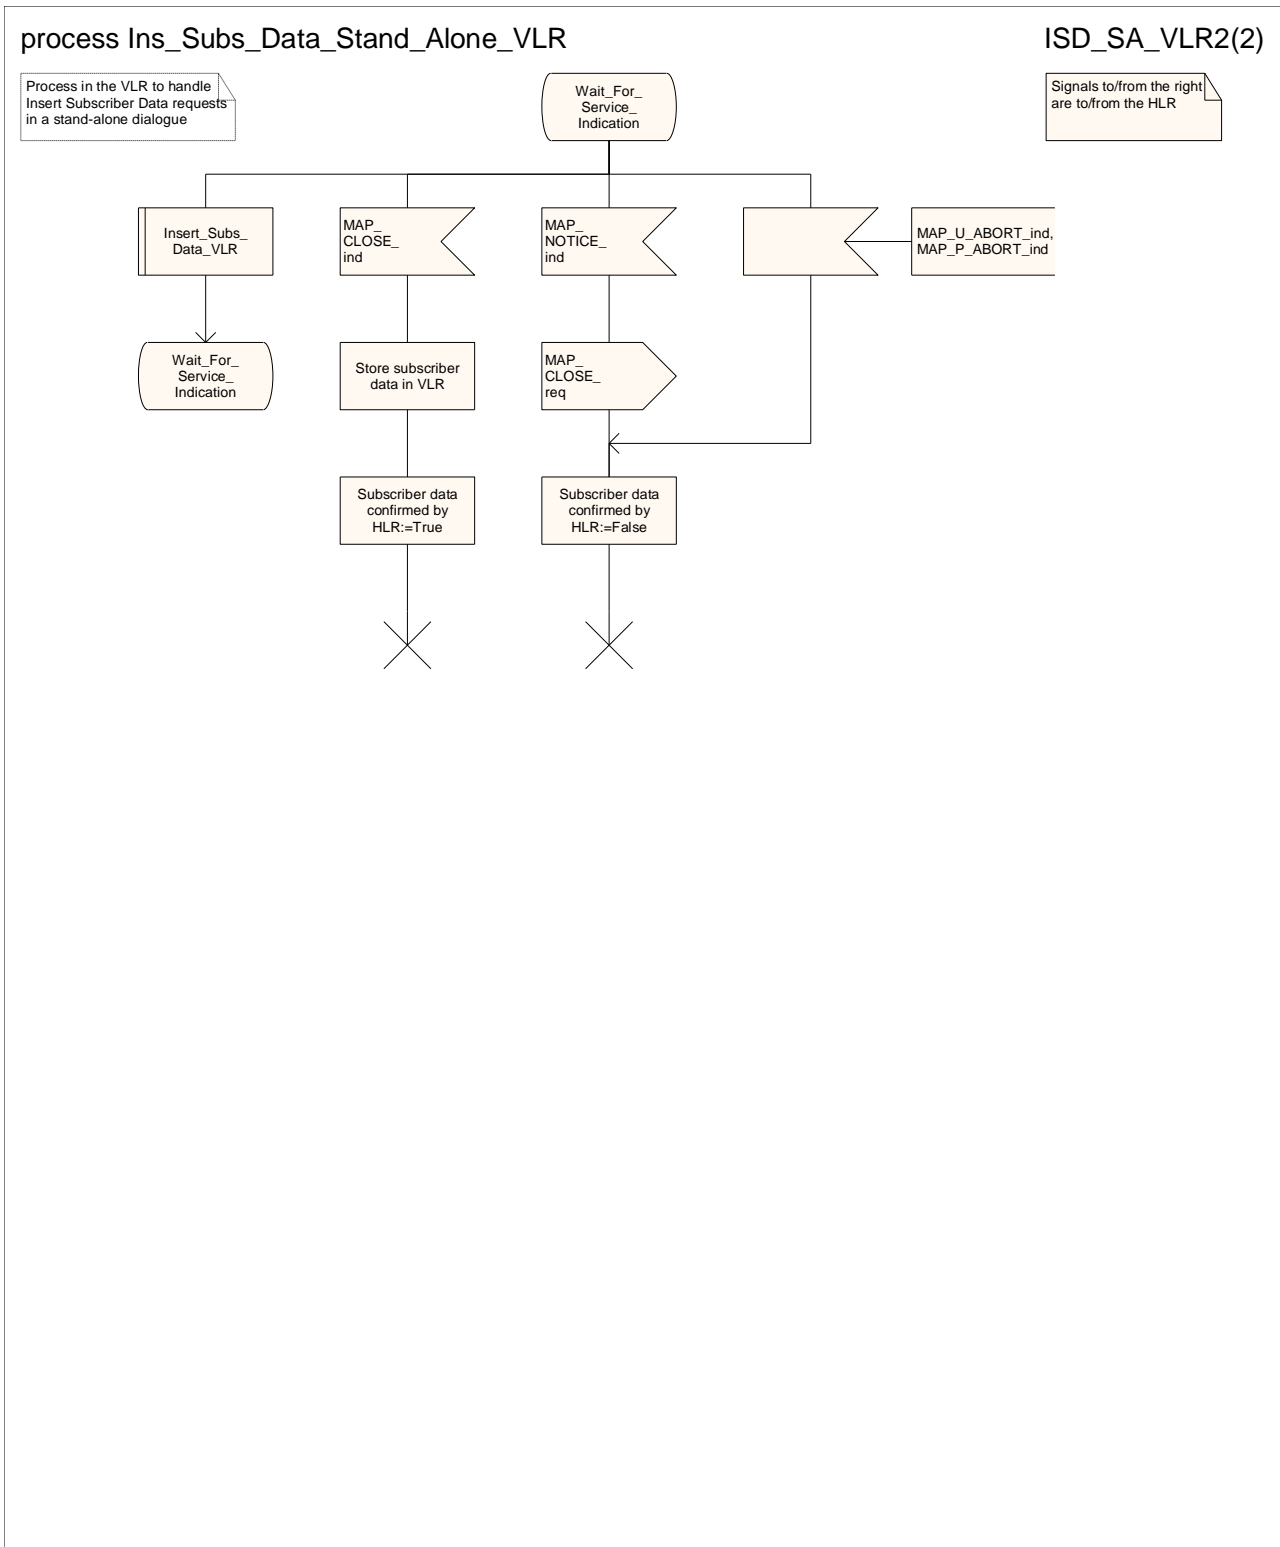 process Ins_Subs_Data_Stand_Alone_VLR
ISD_SA_VLR2(2)
Process in the VLR to handle
Insert Subscriber Data requests
in a stand-alone dialogue
Wait_For_
Service_
Indication
Signals to/from the right
are to/from the HLR
Insert_Subs_
Data_VLR
MAP_
CLOSE_
ind
MAP_
NOTICE_
ind
MAP_U_ABORT_ind,
MAP_P_ABORT_ind
Wait_For_
Service_
Indication
Store subscriber
data in VLR
MAP_
CLOSE_
req
Subscriber data
confirmed by
HLR:=True
Subscriber data
confirmed by
HLR:=False